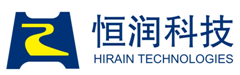 恒润科技
HIRAIN TECHNOLOGIES